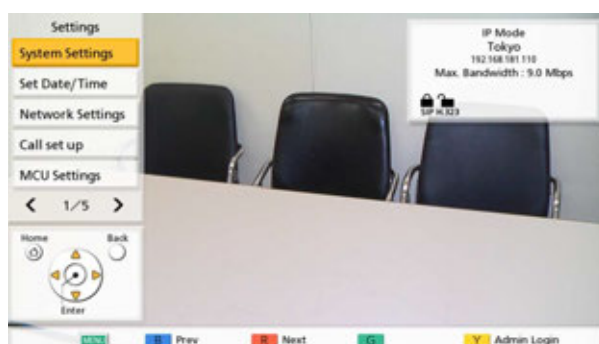 Settings
System Settings
Set Date/Time
Network Settings
Call set up
MCU Settings
1/5
Home
Back
Enter
IP Mode
Tokyo
192.168.181.110
Max. Bandwidth : 9.0 Mbps
SIP H.323
MENU
B Prev
R Next
G
Y Admin Login